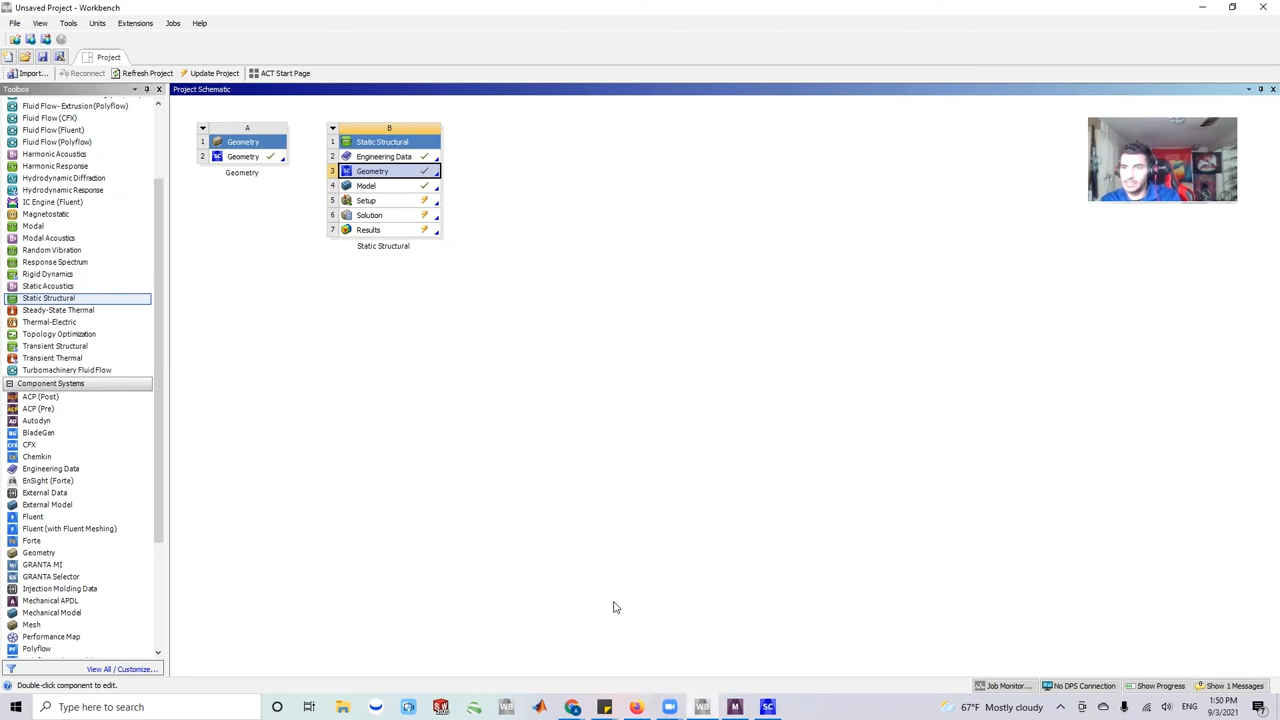 Unsaved Project - Workbench
File View Tools Units Extensions Jobs Help
Project
Import... Reconnect Refresh Project Update Project ACT Start Page
Toolbox
Fluid Flow- Extrusion (Polyflow)
Fluid Flow (CFX)
Fluid Flow (Fluent)
Fluid Flow (Polyflow)
Harmonic Acoustics
Harmonic Response
Hydrodynamic Diffraction
Hydrodynamic Response
IC Engine (Fluent)
Magnetostatic
Modal
Modal Acoustics
Random Vibration
Response Spectrum
Rigid Dynamics
Static Acoustics
Static Structural
Steady-State Thermal
Thermal-Electric
Topology Optimization
Transient Structural
Transient Thermal
Turbomachinery Fluid Flow
Component Systems
ACP (Post)
ACP (Pre)
Autodyn
BladeGen
CFX
Chemkin
Engineering Data
EnSight (Forte)
External Data
External Model
Fluent
Fluent (with Fluent Meshing)
Forte
Geometry
GRANTA MI
GRANTA Selector
Injection Molding Data
Mechanical APDL
Mechanical Model
Mesh
Performance Map
Polyflow
View All / Customize...
Project Schematic
A
1 Geometry
2 Geometry
Geometry
B
1 Static Structural
2 Engineering Data
3 Geometry
4 Model
5 Setup
6 Solution
7 Results
Static Structural
Double-click component to edit.
Job Monitor... No DPS Connection Show Progress Show 1 Messages
Type here to search
67°F Mostly cloudy
1:50 PM
9/3/2021